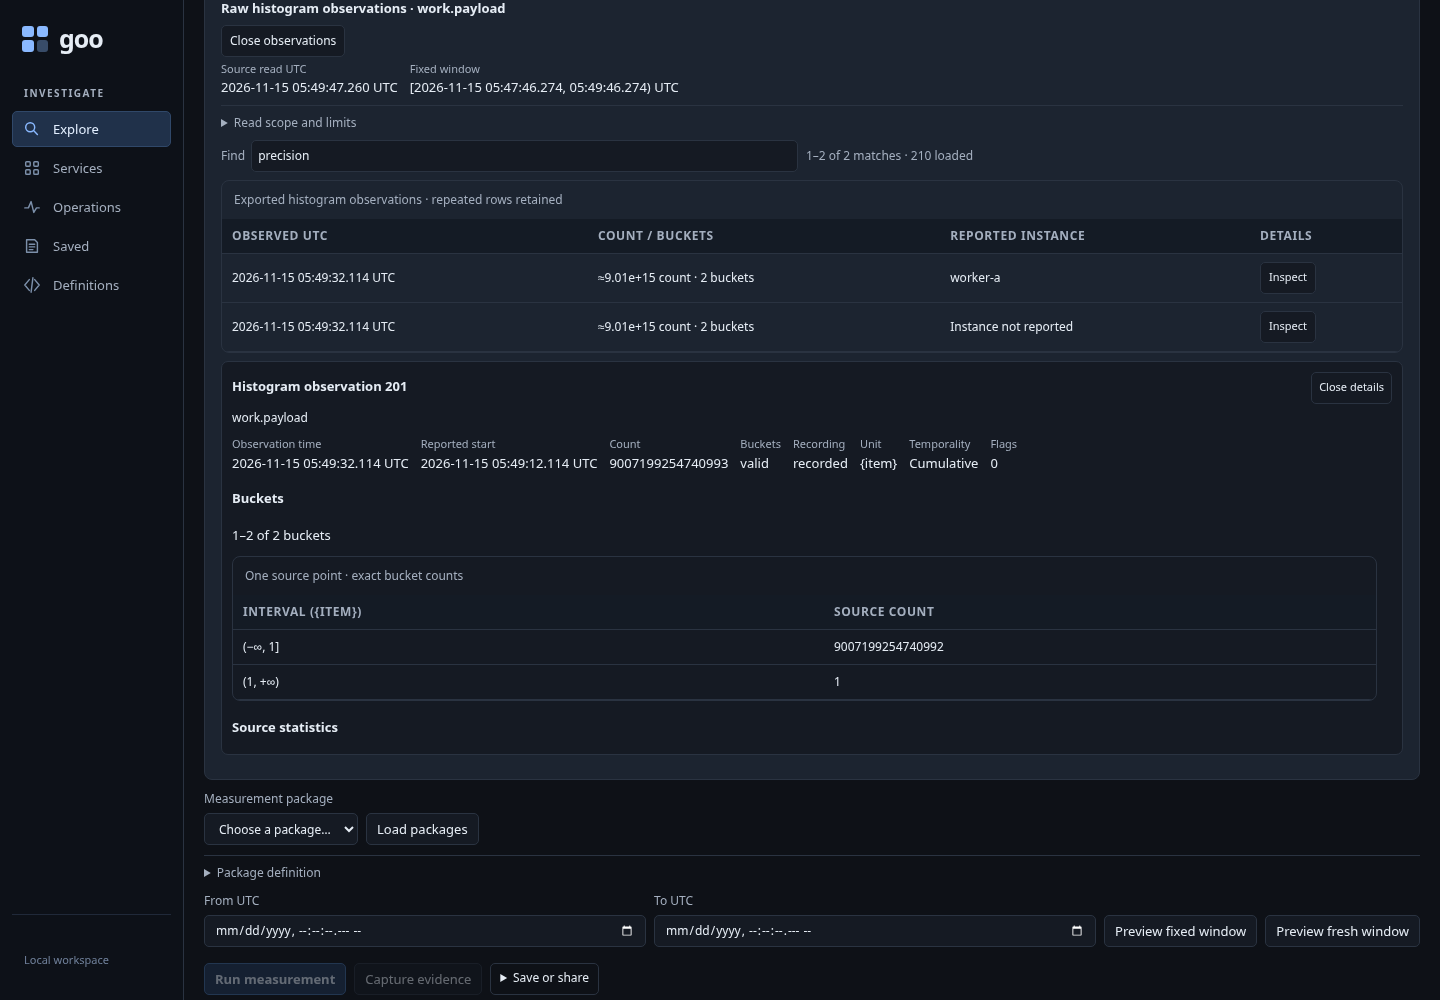 goo
INVESTIGATE
Explore
Services
Operations
Saved
Definitions
Local workspace
Raw histogram observations · work.payload
Close observations
Source read UTC
2026-11-15 05:49:47.260 UTC
Fixed window
[2026-11-15 05:47:46.274, 05:49:46.274) UTC
Read scope and limits
Find precision 1–2 of 2 matches · 210 loaded
Exported histogram observations · repeated rows retained
OBSERVED UTC COUNT / BUCKETS REPORTED INSTANCE DETAILS
2026-11-15 05:49:32.114 UTC ≈9.01e+15 count · 2 buckets worker-a Inspect
2026-11-15 05:49:32.114 UTC ≈9.01e+15 count · 2 buckets Instance not reported Inspect
Histogram observation 201 Close details
work.payload
Observation time Reported start Count Buckets Recording Unit Temporality Flags
2026-11-15 05:49:32.114 UTC 2026-11-15 05:49:12.114 UTC 9007199254740993 valid recorded {item} Cumulative 0
Buckets
1–2 of 2 buckets
One source point · exact bucket counts
INTERVAL ({ITEM}) SOURCE COUNT
(−∞, 1] 9007199254740992
(1, +∞) 1
Source statistics
Measurement package
Choose a package... Load packages
Package definition
From UTC To UTC
mm/dd/yyyy, --:--:--.--- -- mm/dd/yyyy, --:--:--.--- -- Preview fixed window Preview fresh window
Run measurement Capture evidence Save or share